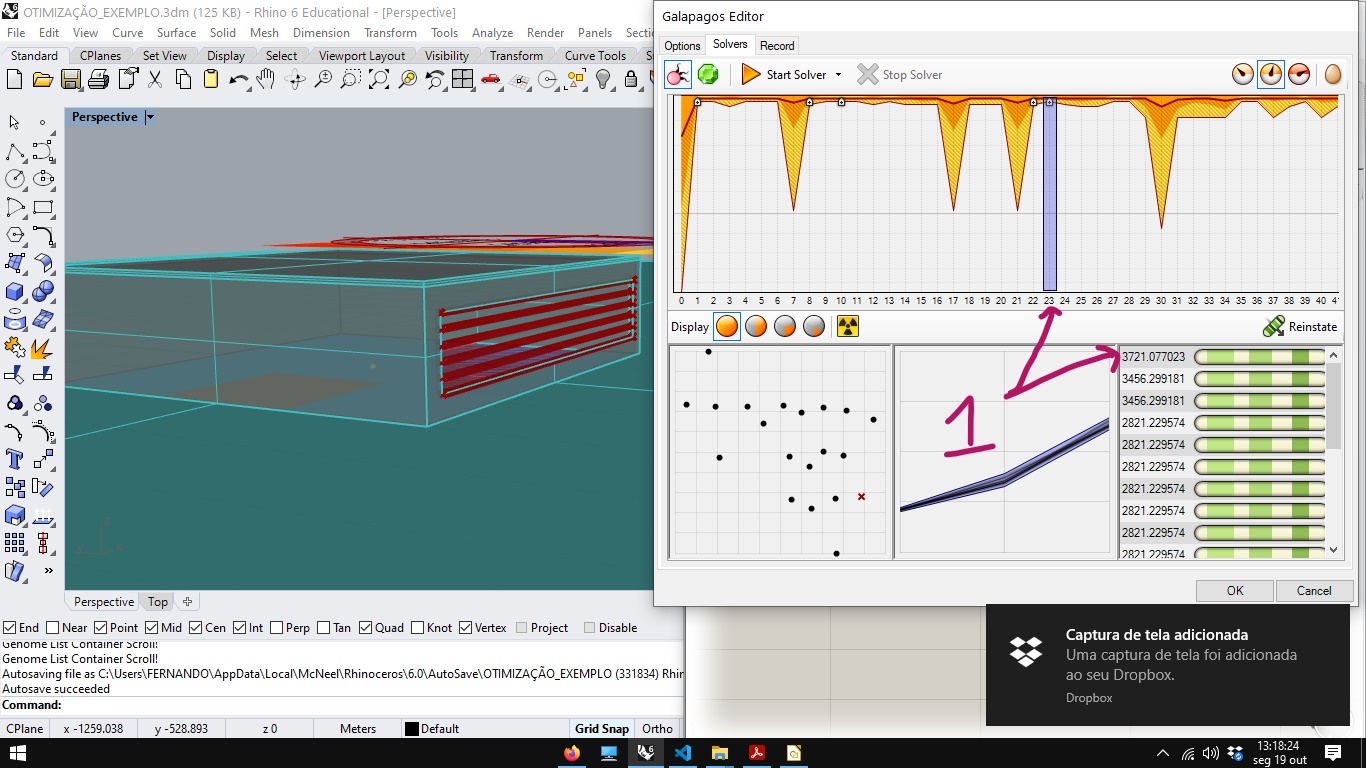 OTIMIZAÇÃO_EXEMPLO.3dm (125 KB) - Rhino 6 Educational - [Perspective]
File Edit View Curve Surface Solid Mesh Dimension Transform Tools Analyze Render Panels
Standard CPlanes Set View Display Select Viewport Layout Visibility Transform Curve Tools
Perspective
Perspective Top
End Near Point Mid Cen Int Perp Tan Quad Knot Vertex Project Disable
Genome List Container Scroll!
Genome List Container Scroll!
Autosaving file as C:\Users\FERNANDO\AppData\Local\McNeel\Rhinoceros\6.0\AutoSave\OTIMIZAÇÃO_EXEMPLO (331834) Rhin
Autosave succeeded
Command:
CPlane x -1259.038 y -528.893 z 0 Meters Default Grid Snap Ortho
Galapagos Editor
Options Solvers Record
Start Solver Stop Solver
0 1 2 3 4 5 6 7 8 9 10 11 12 13 14 15 16 17 18 19 20 21 22 23 24 25 26 27 28 29 30 31 32 33 34 35 36 37 38 39 40
Display Reinstate
1
3721.077023
3456.299181
3456.299181
2821.229574
2821.229574
2821.229574
2821.229574
2821.229574
2821.229574
2821.229574
OK Cancel
Captura de tela adicionada
Uma captura de tela foi adicionada
ao seu Dropbox.
Dropbox
13:18:24
seg 19 out